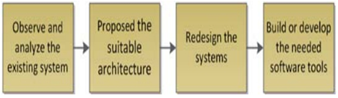 Observe and
analyze the
existing system
Proposed the
suitable
architecture
Redesign the
systems
Build or develop
the needed
software tools